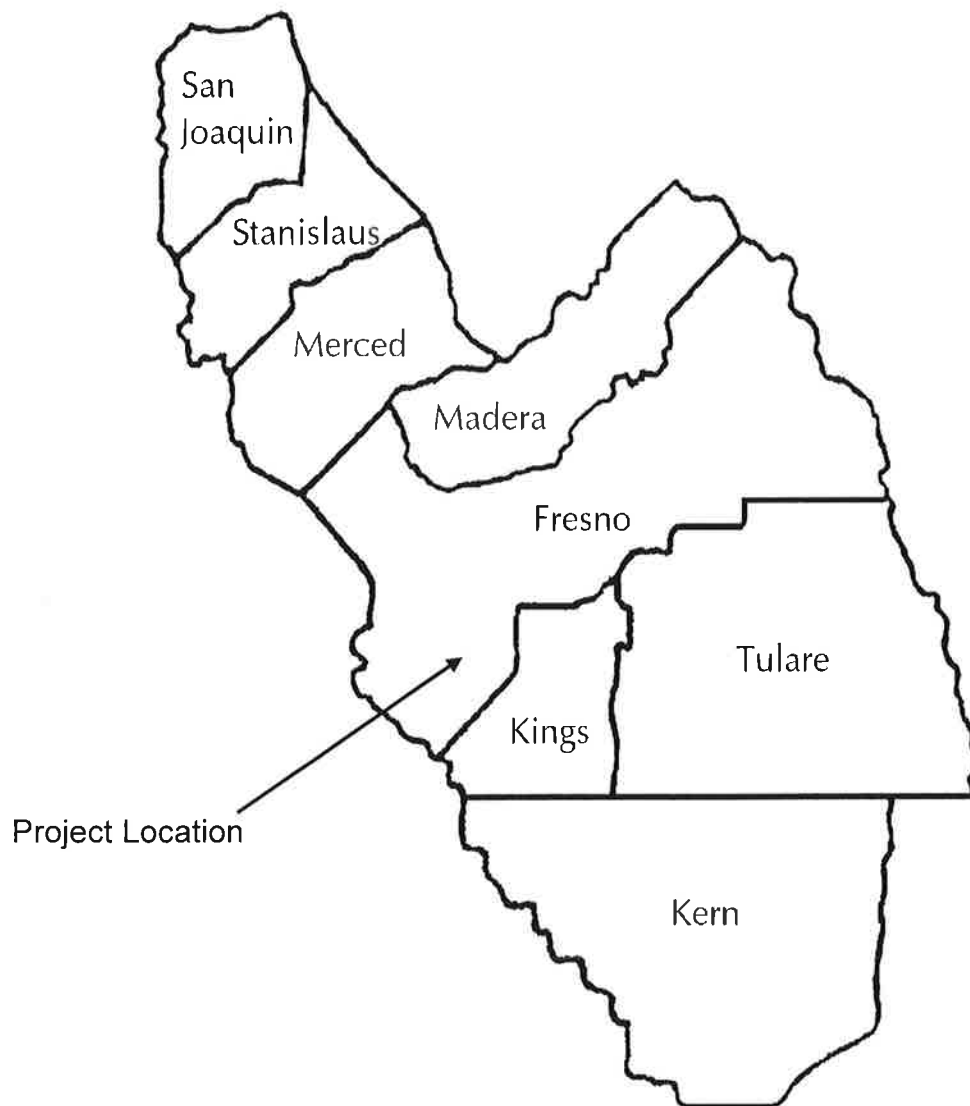 San
Joaquin
Stanislaus
Merced
Madera
Fresno
Tulare
Kings
Project Location
Kern